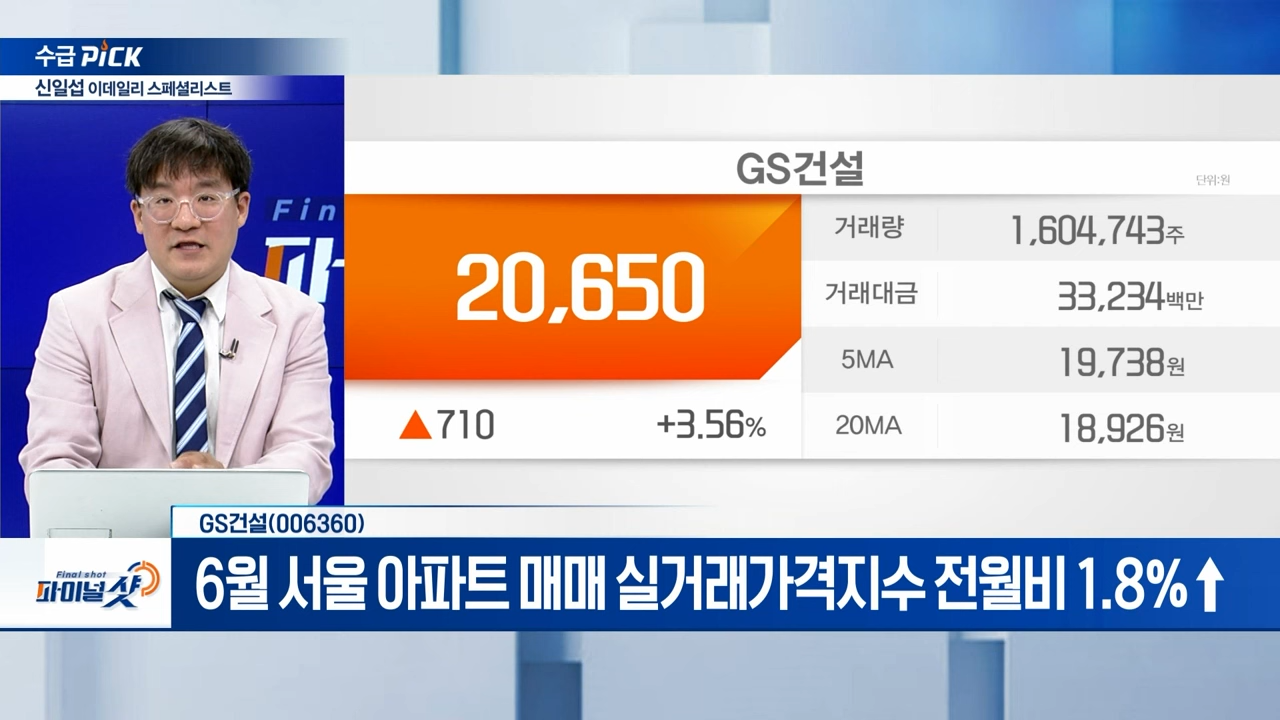 수급 PiCK
신일섭 이데일리 스페셜리스트
Fin
파
GS건설
단위:원
20,650
▲710 +3.56%
거래량 1,604,743주
거래대금 33,234백만
5MA 19,738원
20MA 18,926원
GS건설(006360)
Final shot
파이널샷
6월 서울 아파트 매매 실거래가격지수 전월비 1.8%↑